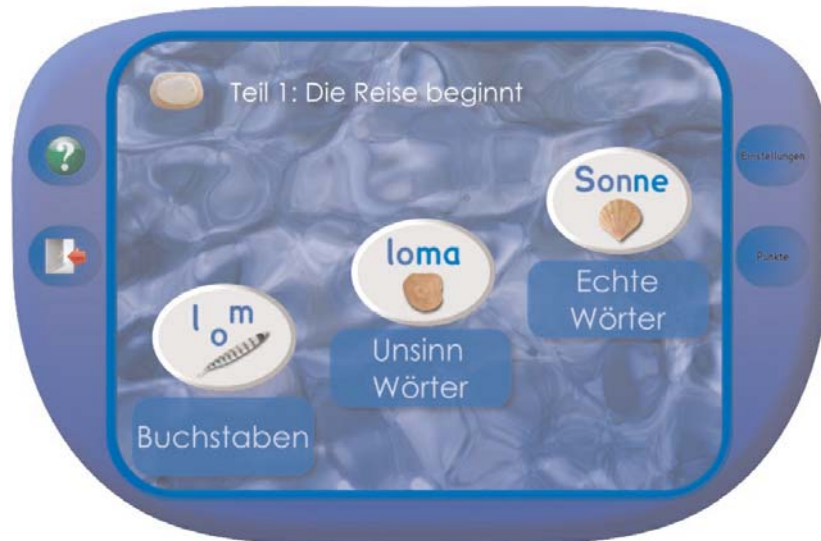 Teil 1: Die Reise beginnt
Einstellungen
Sonne
loma
Punkte
Echte
Wörter
l o m
Unsinn
Wörter
Buchstaben